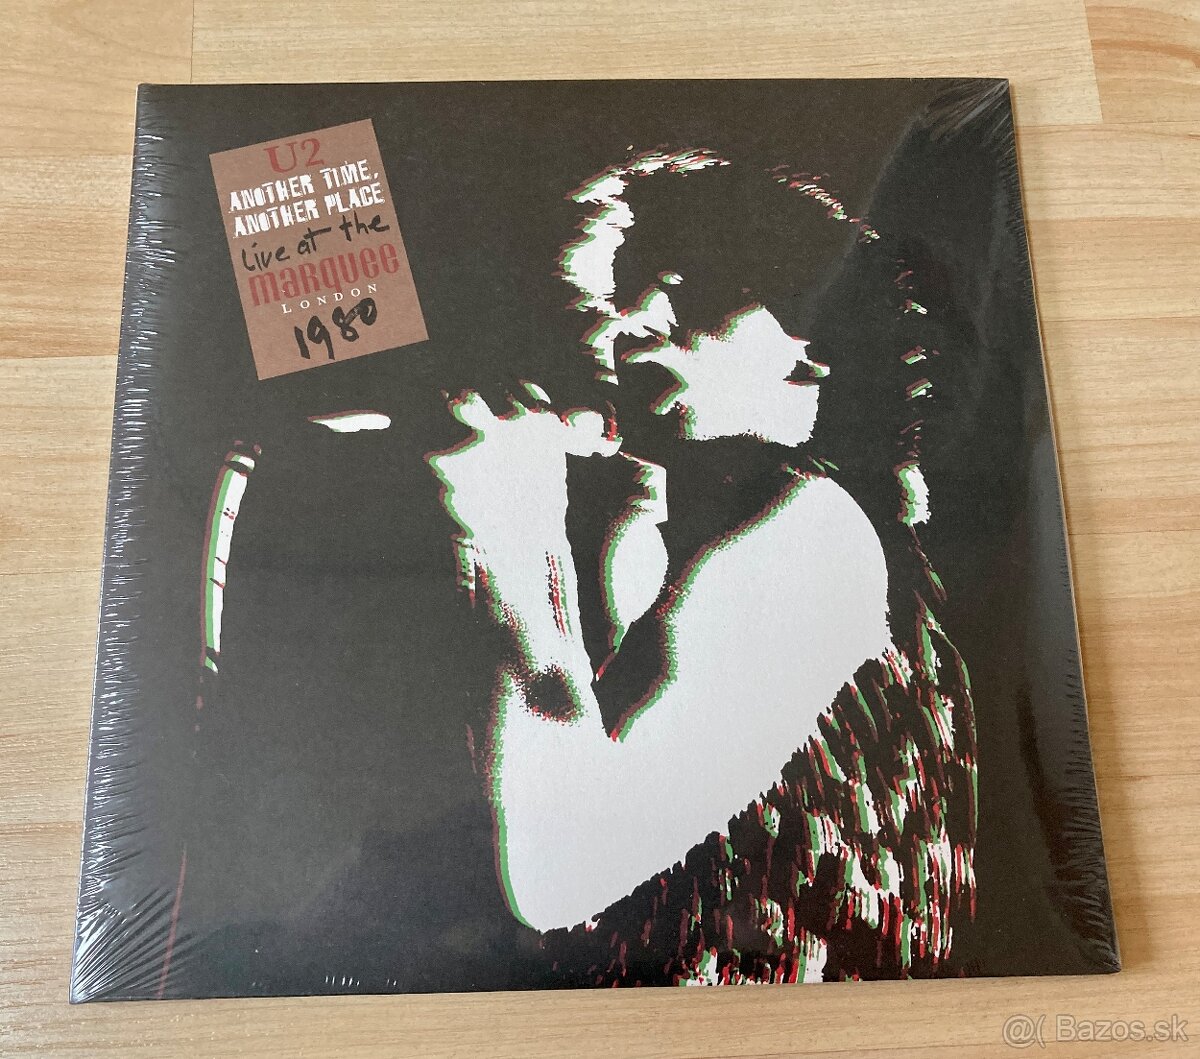 U2
ANOTHER TIME,
ANOTHER PLACE
Live at the
marquee
LONDON
1980
@( Bazos.sk